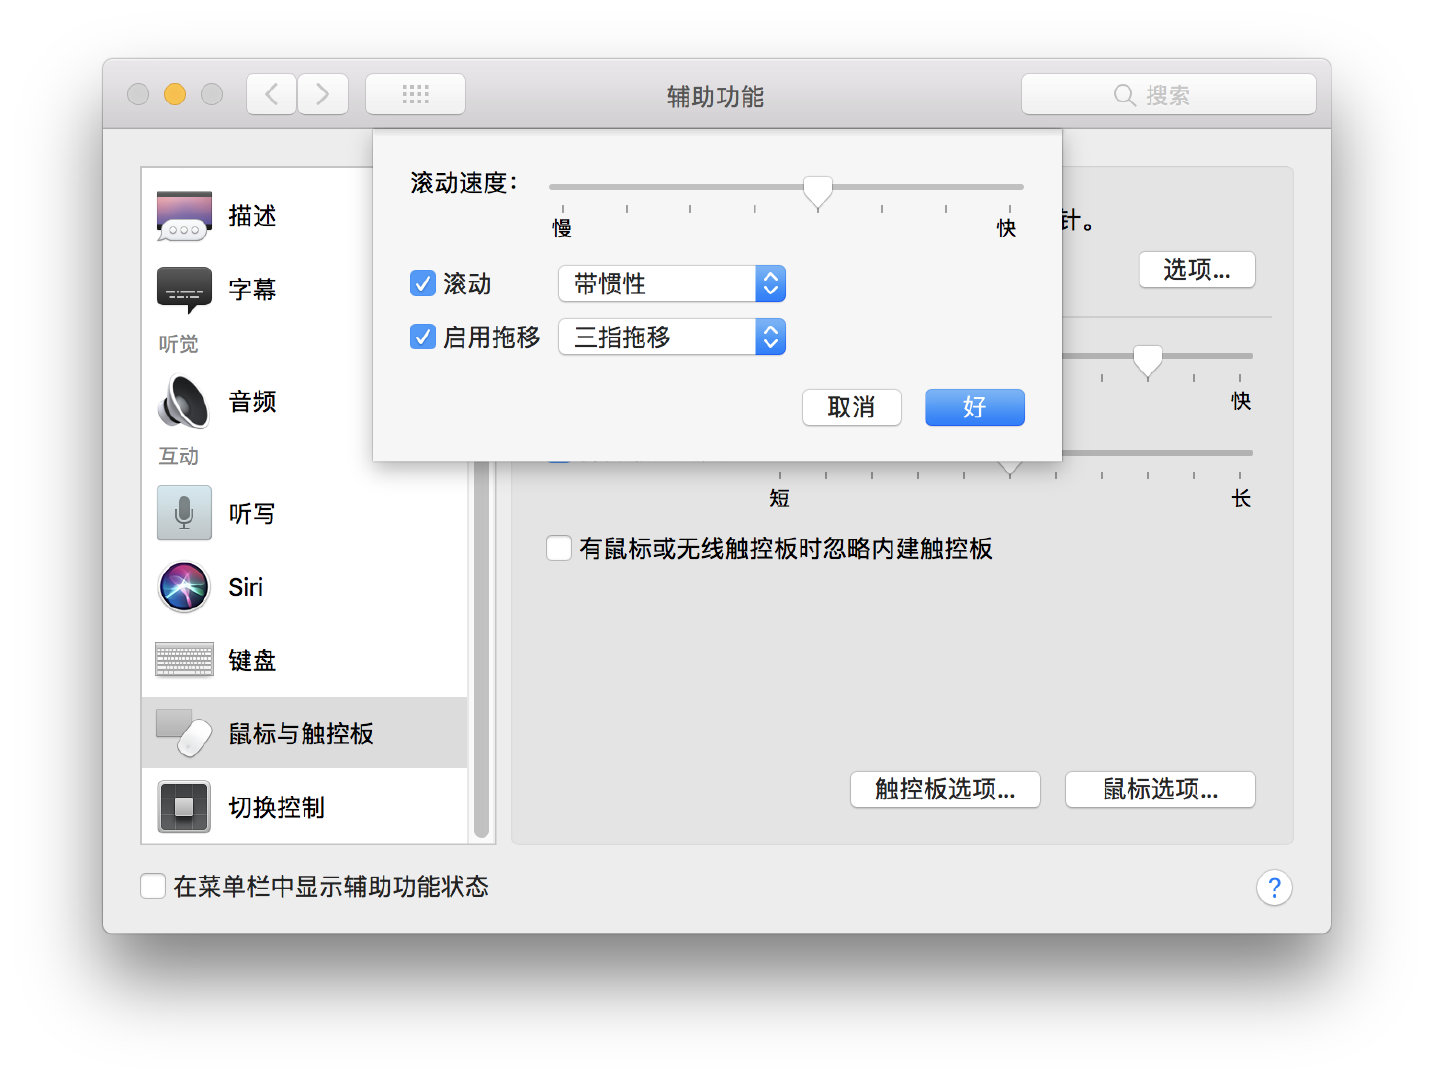 辅助功能
搜索
滚动速度：
慢
快
滚动
带惯性
启用拖移
三指拖移
取消
好
描述
字幕
听觉
音频
互动
听写
Siri
键盘
鼠标与触控板
切换控制
针。
选项...
快
短
长
有鼠标或无线触控板时忽略内建触控板
触控板选项...
鼠标选项...
在菜单栏中显示辅助功能状态
?